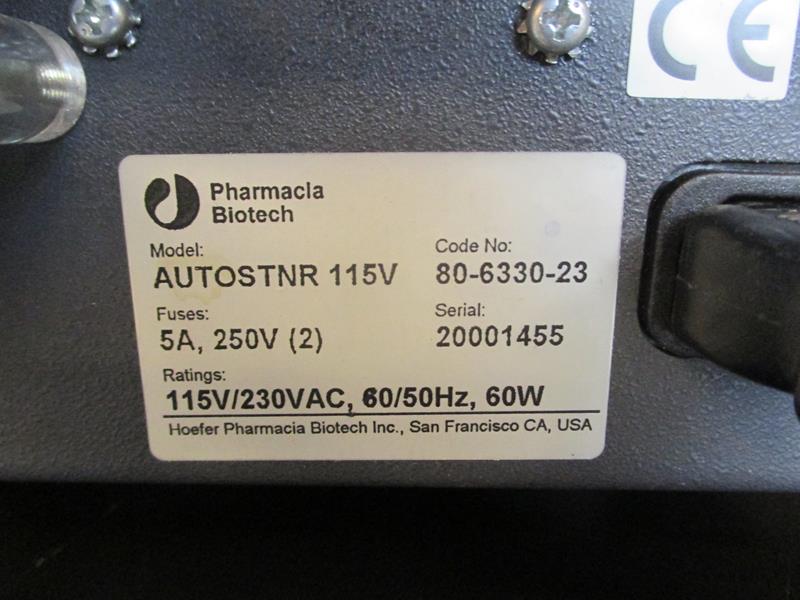 CE
Pharmacia
Biotech
Model:
AUTOSTNR 115V
Code No:
80-6330-23
Fuses:
5A, 250V (2)
Serial:
20001455
Ratings:
115V/230VAC, 60/50Hz, 60W
Hoefer Pharmacia Biotech Inc., San Francisco CA, USA